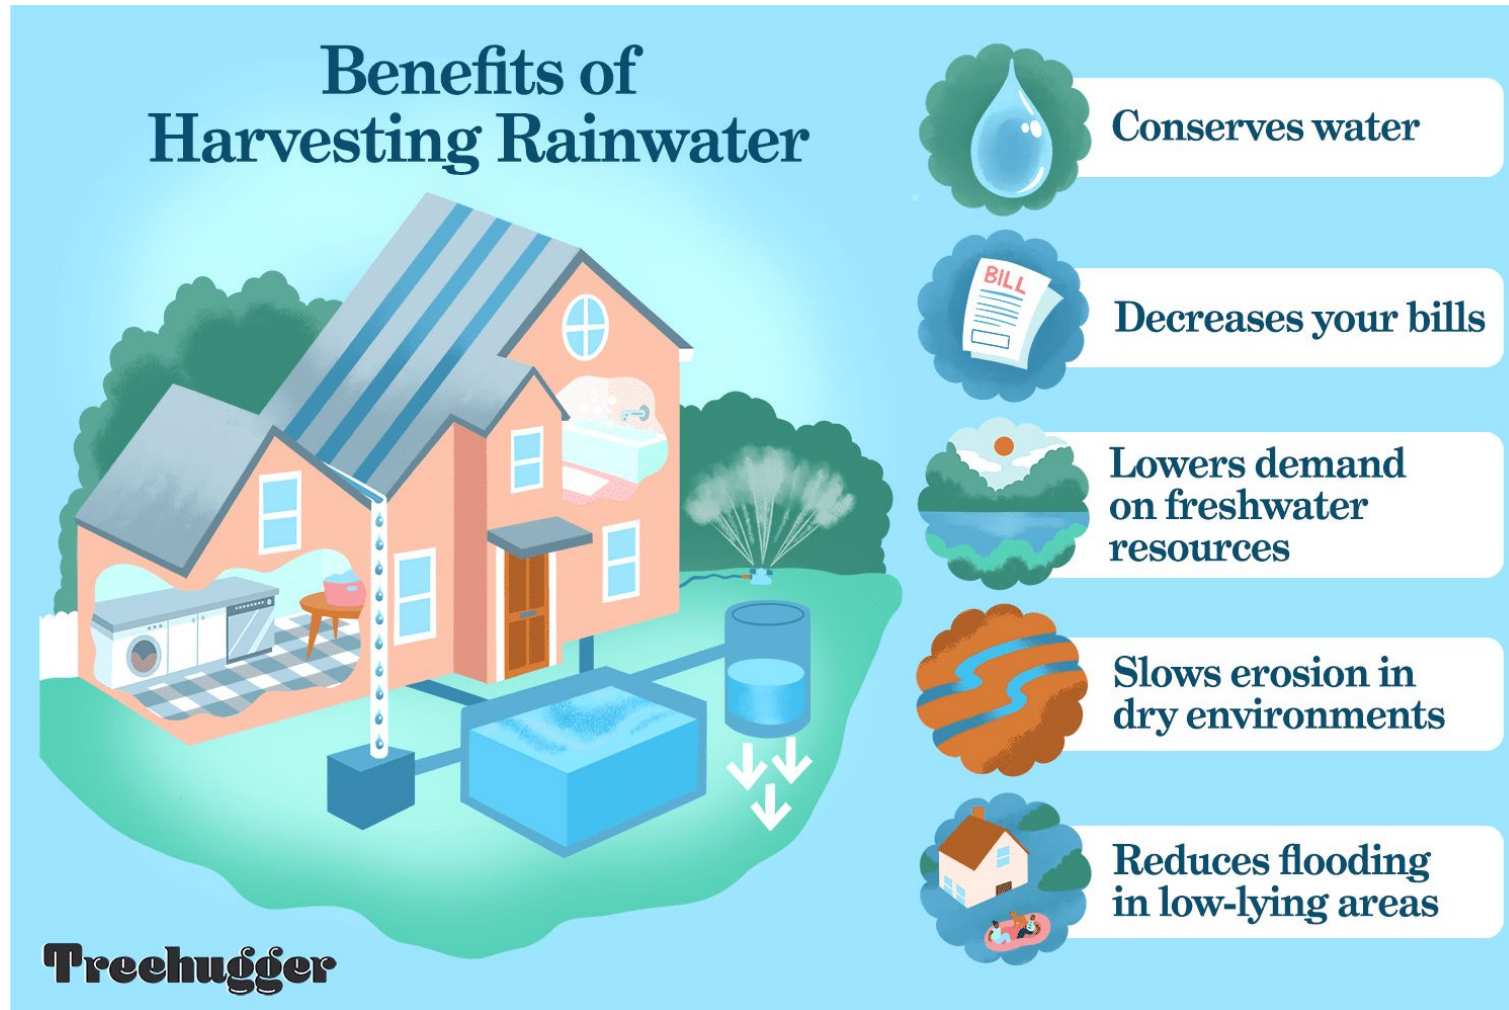 Benefits of
Harvesting Rainwater
Conserves water
BILL
Decreases your bills
Lowers demand
on freshwater
resources
Slows erosion in
dry environments
Reduces flooding
in low-lying areas
Treehugger